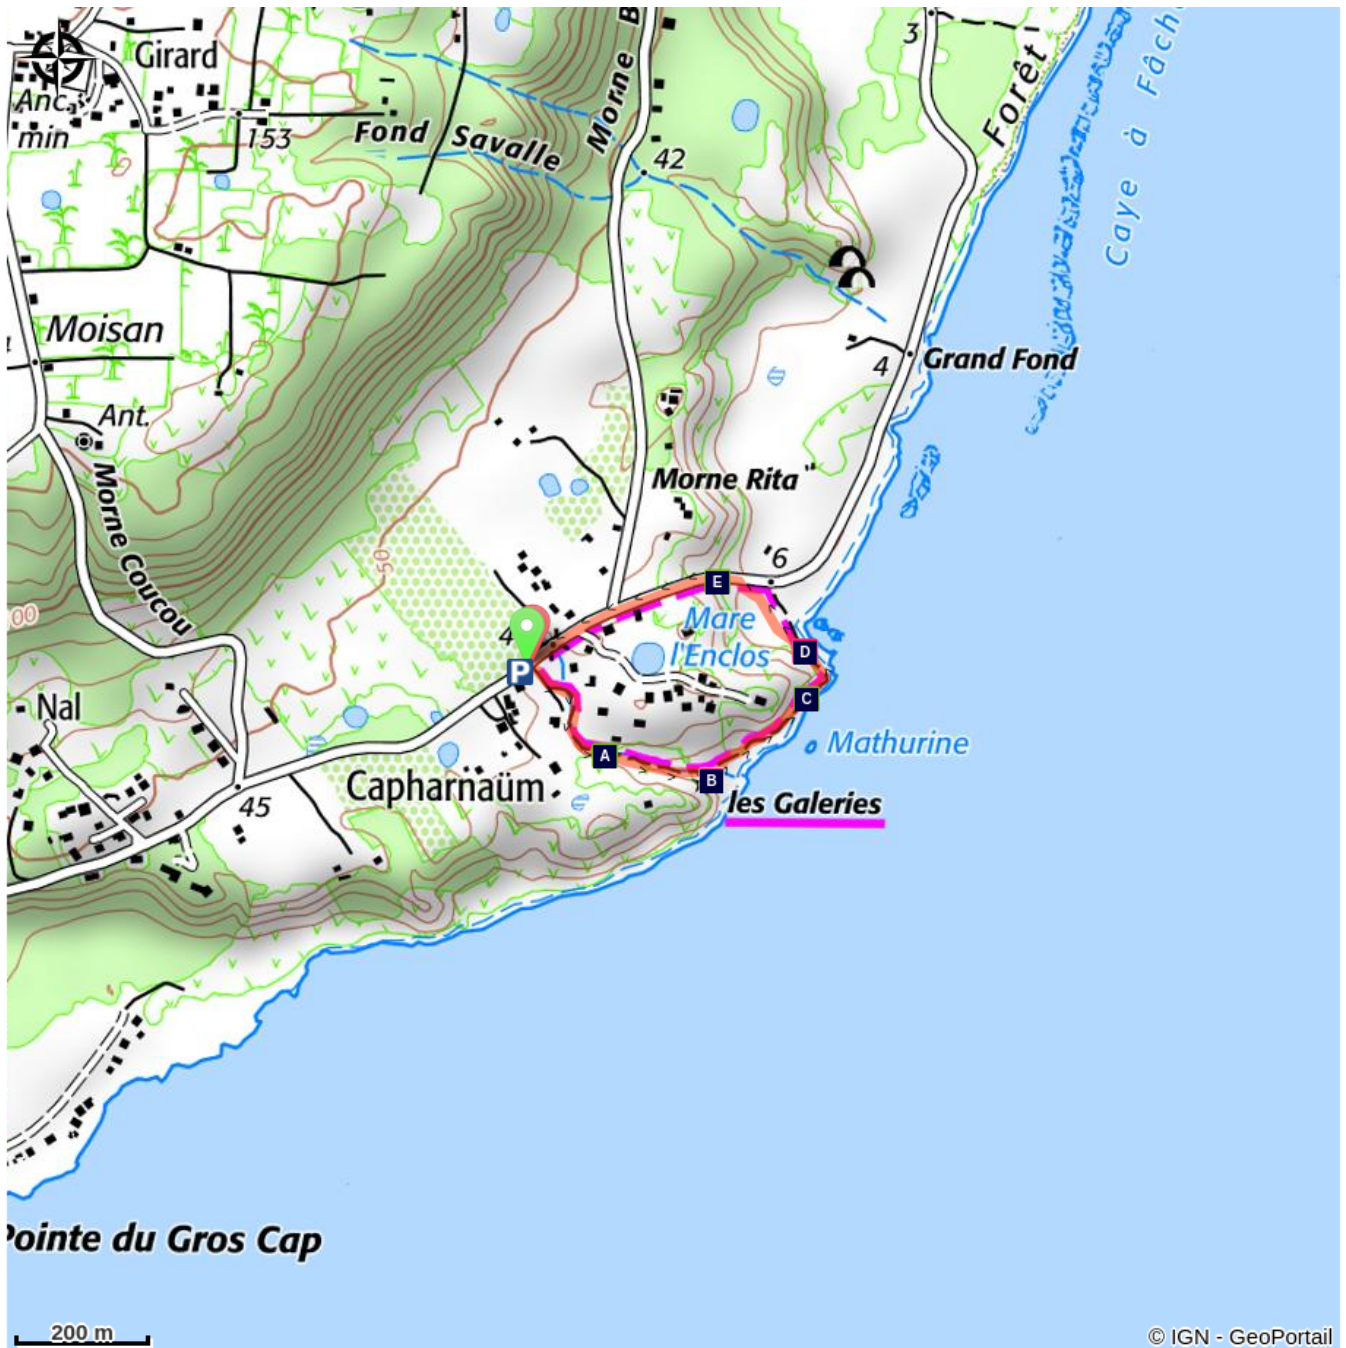 Girard
Anc.
min
153
Fond Savalle
Morne B
42
3
Forêt
Caye à Fâch
Moisan
Ant.
Morne Coucou
4
Grand Fond
Morne Rita
50
6
00
E
Mare
l'Enclos
4
P
D
C
Nal
A
B
Mathurine
les Galeries
Capharnaüm
45
Pointe du Gros Cap
200 m
© IGN - GeoPortail